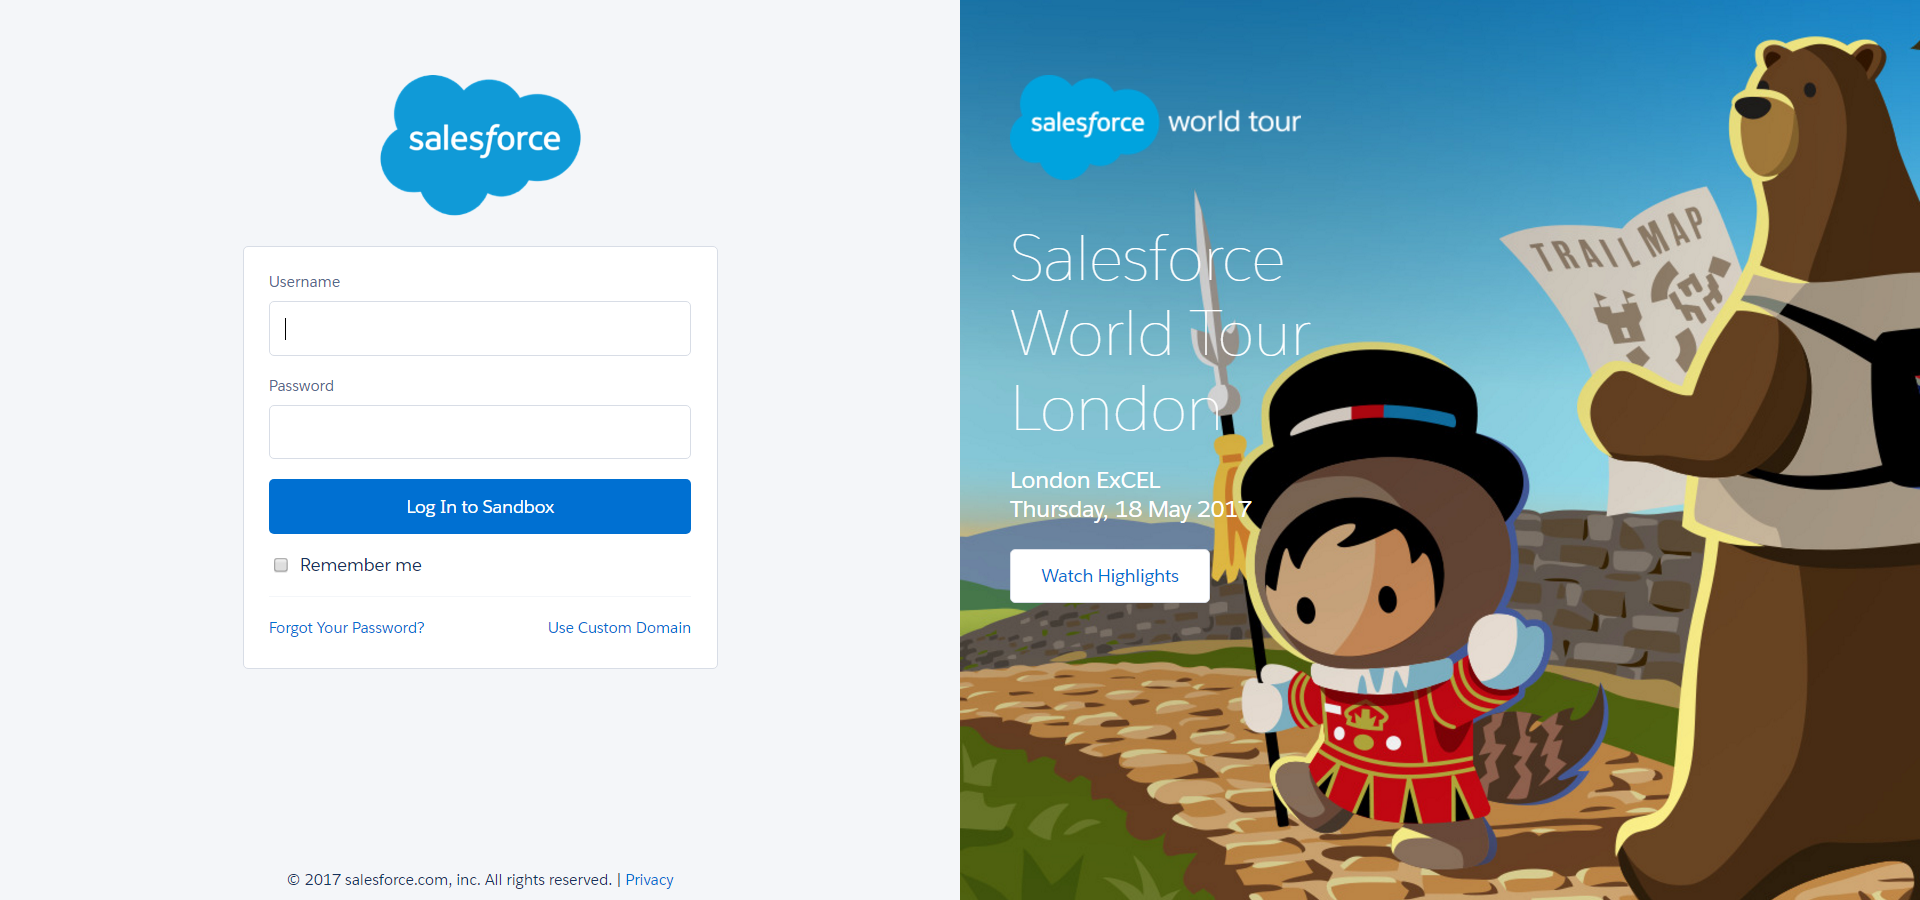 salesforce
Username
Password
Log In to Sandbox
Remember me
Forgot Your Password?
Use Custom Domain
© 2017 salesforce.com, inc. All rights reserved. | Privacy
salesforce world tour
Salesforce
World Tour
London
London ExCEL
Thursday, 18 May 2017
Watch Highlights
TRAIL MAP